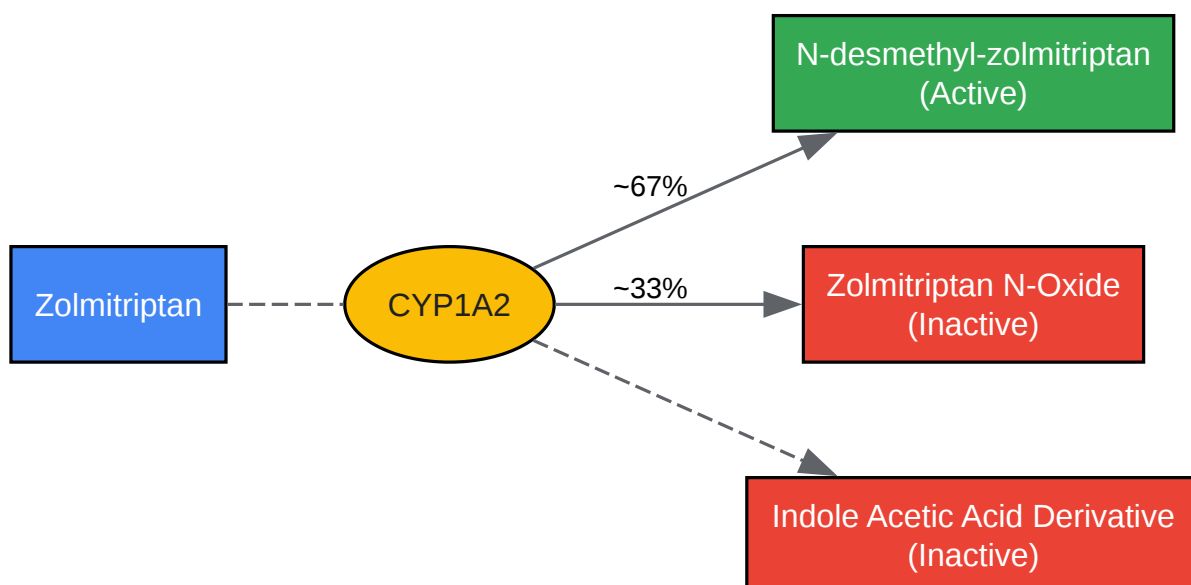 N-desmethyl-zolmitriptan
(Active)
~67%
Zolmitriptan
CYP1A2
~33%
Zolmitriptan N-Oxide
(Inactive)
Indole Acetic Acid Derivative
(Inactive)